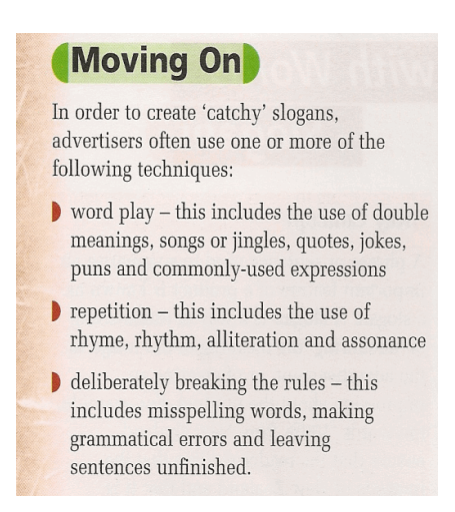 Moving On
In order to create ‘catchy’ slogans,
advertisers often use one or more of the
following techniques:
word play – this includes the use of double
meanings, songs or jingles, quotes, jokes,
puns and commonly-used expressions
repetition – this includes the use of
rhyme, rhythm, alliteration and assonance
deliberately breaking the rules – this
includes misspelling words, making
grammatical errors and leaving
sentences unfinished.